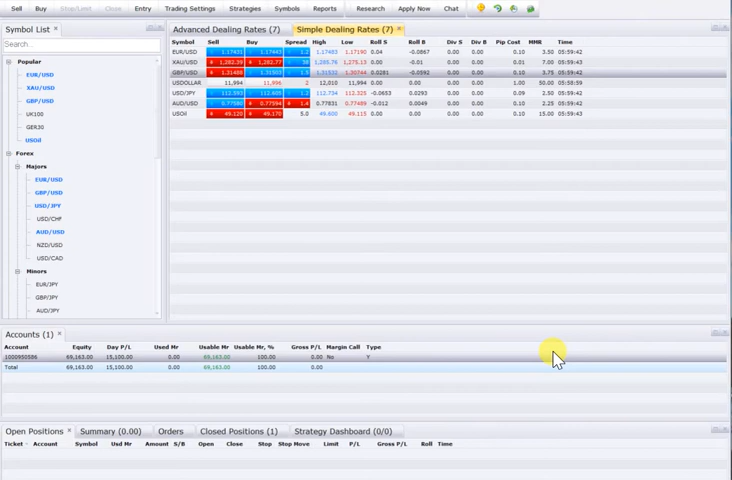 Sell Buy Stop/Limit Close Entry Trading Settings Strategies Symbols Reports Research Apply Now Chat
Symbol List
Search...
Popular
EUR/USD
XAU/USD
GBP/USD
UK100
GER30
USOil
Forex
Majors
EUR/USD
GBP/USD
USD/JPY
USD/CHF
AUD/USD
NZD/USD
USD/CAD
Minors
EUR/JPY
GBP/JPY
AUD/JPY
Advanced Dealing Rates (7) Simple Dealing Rates (7)
Symbol Sell Buy Spread High Low Roll S Roll B Div S Div B Pip Cost MMR Time
EUR/USD 1.17431 1.17443 1.2 1.17483 1.17190 0.04 -0.0867 0.00 0.00 0.10 3.50 05:59:42
XAU/USD 1,282.39 1,282.77 38 1,285.76 1,275.13 0.00 -0.01 0.00 0.00 0.01 7.00 05:59:43
GBP/USD 1.31488 1.31503 1.5 1.31532 1.30744 0.0281 -0.0592 0.00 0.00 0.10 3.75 05:59:42
USDOLLAR 11,994 11,996 2 12,010 11,994 0.00 0.00 0.00 0.00 1.00 50.00 05:58:59
USD/JPY 112.593 112.605 1.2 112.734 112.325 -0.0653 0.0293 0.00 0.00 0.09 2.50 05:59:42
AUD/USD 0.77580 0.77594 1.4 0.77831 0.77489 -0.012 0.0049 0.00 0.00 0.10 2.25 05:59:42
USOil 49.120 49.170 5.0 49.600 49.115 0.00 0.00 0.00 0.00 0.10 15.00 05:59:43
Accounts (1)
Account Equity Day P/L Used Mr Usable Mr Usable Mr, % Gross P/L Margin Call Type
1000950586 69,163.00 15,100.00 0.00 69,163.00 100.00 0.00 No Y
Total 69,163.00 15,100.00 0.00 69,163.00 100.00 0.00
Open Positions Summary (0.00) Orders Closed Positions (1) Strategy Dashboard (0/0)
Ticket Account Symbol Usd Mr Amount S/B Open Close Stop Stop Move Limit P/L Gross P/L Roll Time